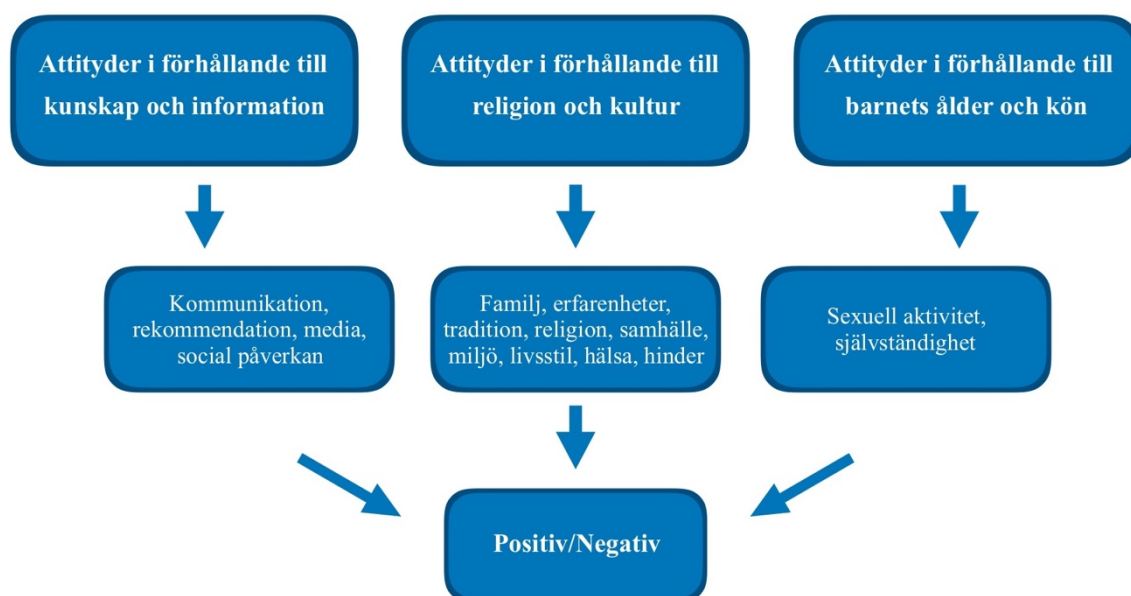 Attityder i förhållande till
kunskap och information
Attityder i förhållande till
religion och kultur
Attityder i förhållande till
barnets ålder och kön
Kommunikation,
rekommendation, media,
social påverkan
Familj, erfarenheter,
tradition, religion, samhälle,
miljö, livsstil, hälsa, hinder
Sexuell aktivitet,
självständighet
Positiv/Negativ